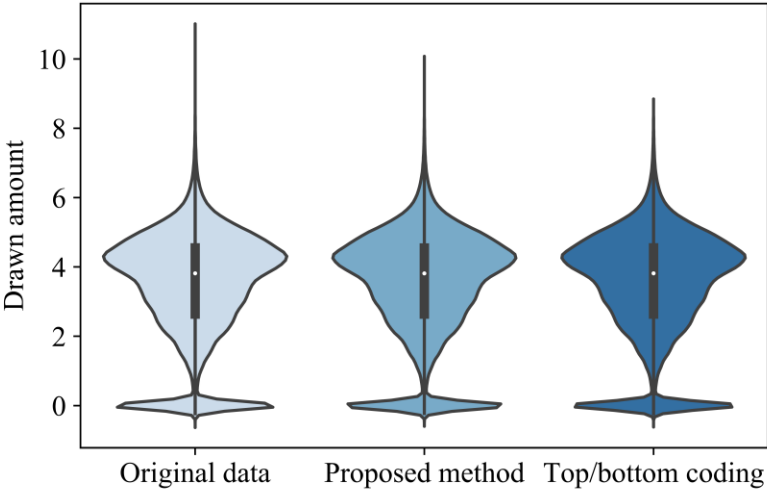 10
8
6
4
2
0
Drawn amount
Original data
Proposed method
Top/bottom coding